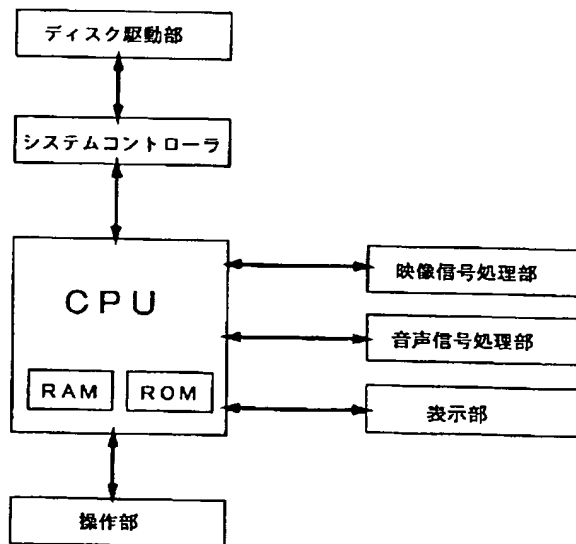 ディスク駆動部
システムコントローラ
CPU
RAM
ROM
映像信号処理部
音声信号処理部
表示部
操作部